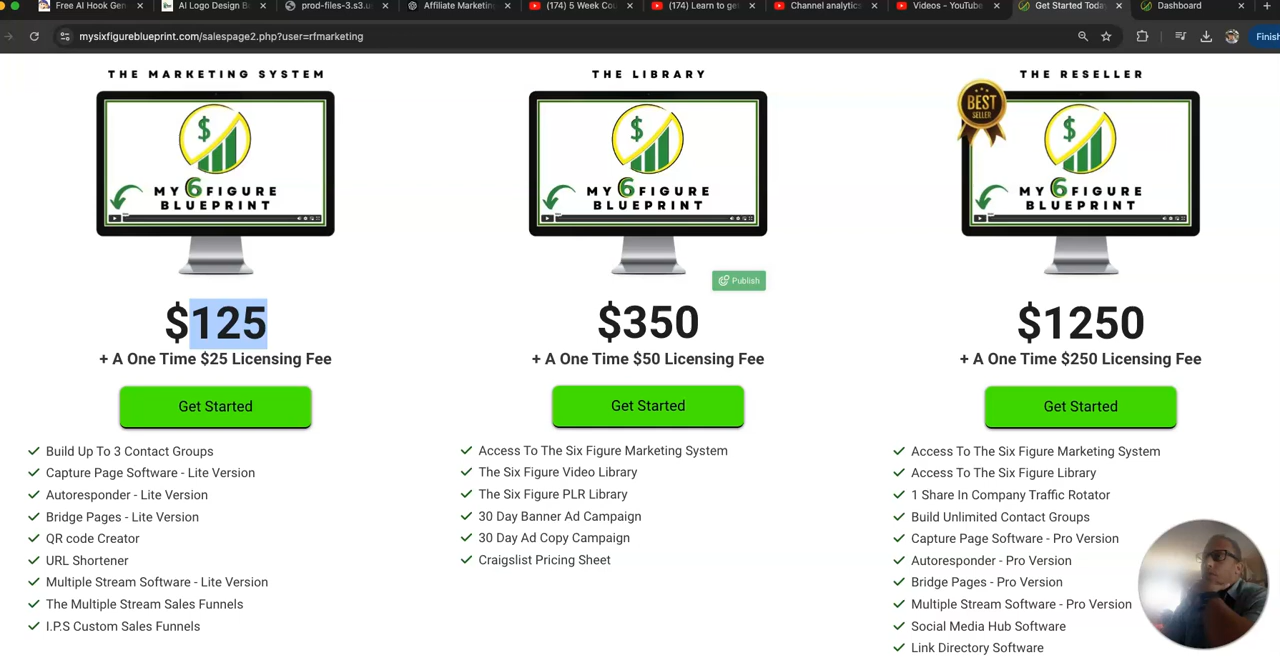 Free AI Hook Gen
AI Logo Design B
prod-files-3.s3.u
Affiliate Marketing
(174) 5 Week Cou
(174) Learn to ge
Channel analytics
Videos - YouTube
Get Started Toda
Dashboard
mysixfigureblueprint.com/salespage2.php?user=rfmarketing
Finish
THE MARKETING SYSTEM
$
MY 6 FIGURE
BLUEPRINT
$125
+ A One Time $25 Licensing Fee
Get Started
Build Up To 3 Contact Groups
Capture Page Software - Lite Version
Autoresponder - Lite Version
Bridge Pages - Lite Version
QR code Creator
URL Shortener
Multiple Stream Software - Lite Version
The Multiple Stream Sales Funnels
I.P.S Custom Sales Funnels
THE LIBRARY
$
MY 6 FIGURE
BLUEPRINT
Publish
$350
+ A One Time $50 Licensing Fee
Get Started
Access To The Six Figure Marketing System
The Six Figure Video Library
The Six Figure PLR Library
30 Day Banner Ad Campaign
30 Day Ad Copy Campaign
Craigslist Pricing Sheet
THE RESELLER
BEST
SELLER
$
MY 6 FIGURE
BLUEPRINT
$1250
+ A One Time $250 Licensing Fee
Get Started
Access To The Six Figure Marketing System
Access To The Six Figure Library
1 Share In Company Traffic Rotator
Build Unlimited Contact Groups
Capture Page Software - Pro Version
Autoresponder - Pro Version
Bridge Pages - Pro Version
Multiple Stream Software - Pro Version
Social Media Hub Software
Link Directory Software